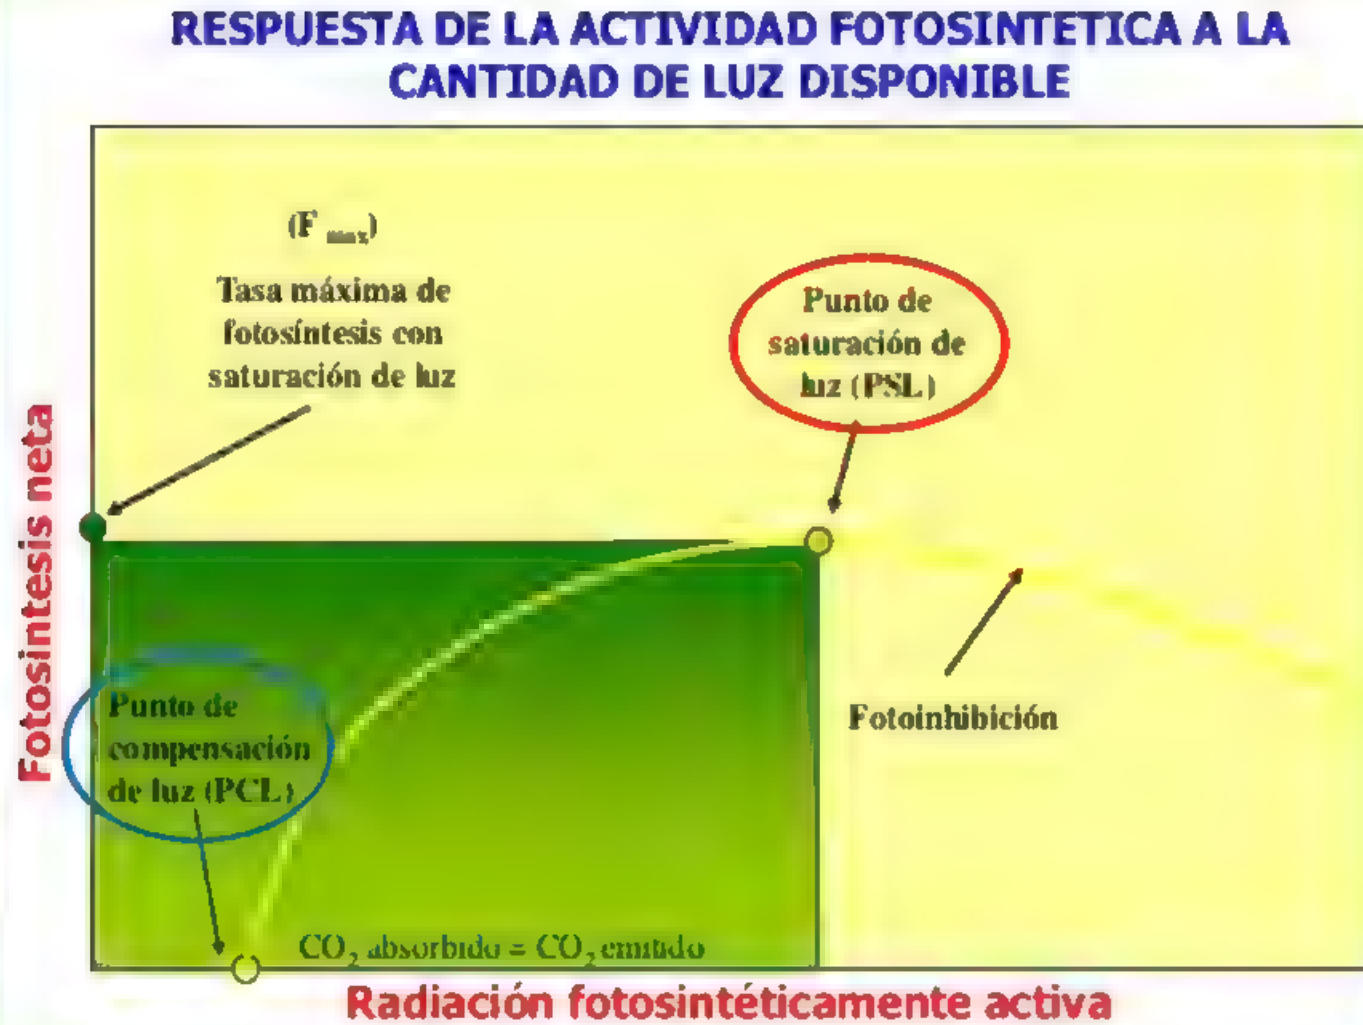 RESPUESTA DE LA ACTIVIDAD FOTOSINTETICA A LA
CANTIDAD DE LUZ DISPONIBLE
(F max)
Tasa máxima de
fotosíntesis con
saturación de luz
Punto de
saturación de
luz (PSL)
Fotosintesis neta
Punto de
compensación
de luz (PCL)
Fotoinhibición
CO2 absorbido = CO2 emitido
Radiación fotosintéticamente activa